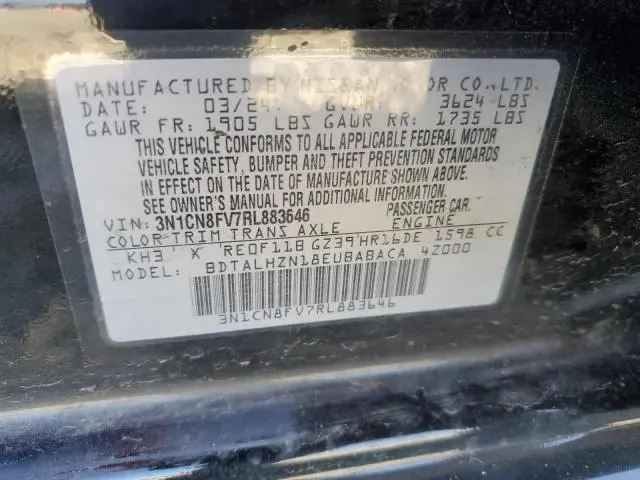 MANUFACTURED BY NISSAN MOTOR CO., LTD.
DATE: 03/24 GVWR: 3624 LBS
GAWR FR: 1905 LBS GAWR RR: 1735 LBS
THIS VEHICLE CONFORMS TO ALL APPLICABLE FEDERAL MOTOR
VEHICLE SAFETY, BUMPER AND THEFT PREVENTION STANDARDS
IN EFFECT ON THE DATE OF MANUFACTURE SHOWN ABOVE.
SEE OWNER'S MANUAL FOR ADDITIONAL INFORMATION.
VIN: 3N1CN8FV7RL883646 PASSENGER CAR.
COLOR TRIM TRANS AXLE ENGINE
KH3 X RE0F11B GZ39 HR16DE 1598 CC
MODEL: BDTALHZN18EUBABACA 4Z000
3N1CN8FV7RL883646